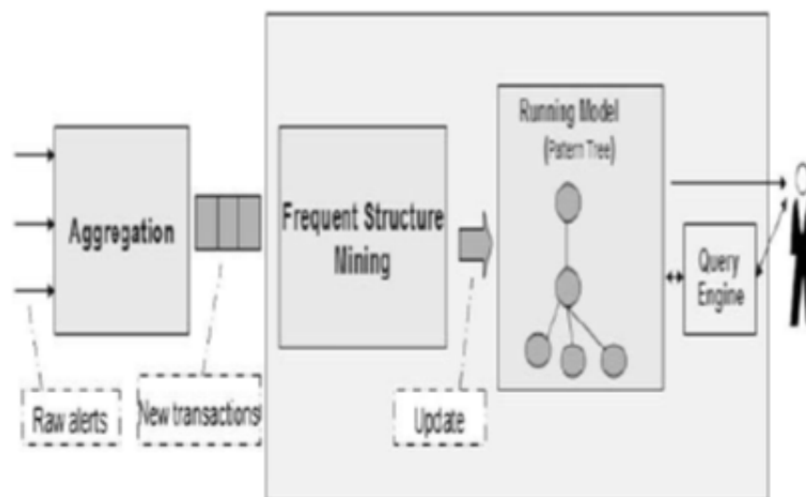 Running Model
(Pattern Tree)
Aggregation
Frequent Structure
Mining
Query
Engine
Raw alerts
New transactions
Update